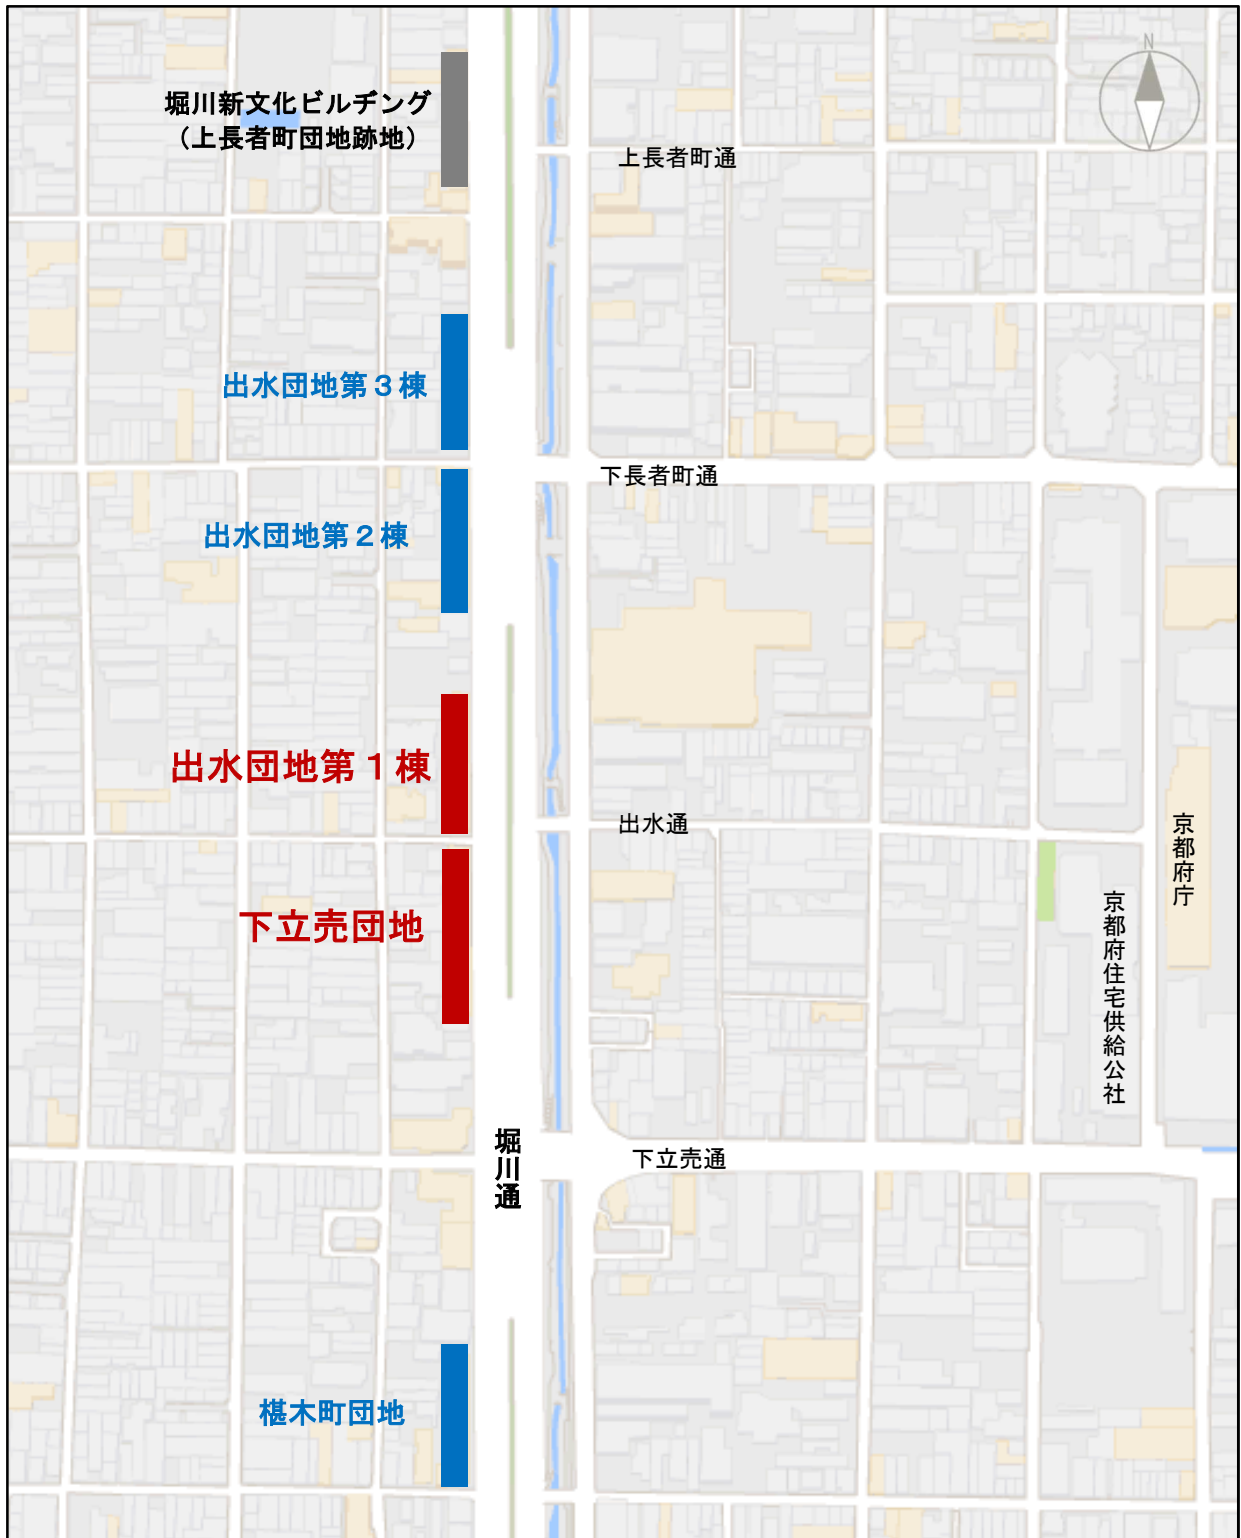 N
堀川新文化ビルヂング
（上長者町団地跡地）
上長者町通
出水団地第３棟
下長者町通
出水団地第２棟
出水団地第１棟
出水通
京都府庁
下立売団地
京都府住宅供給公社
堀川通
下立売通
椹木町団地